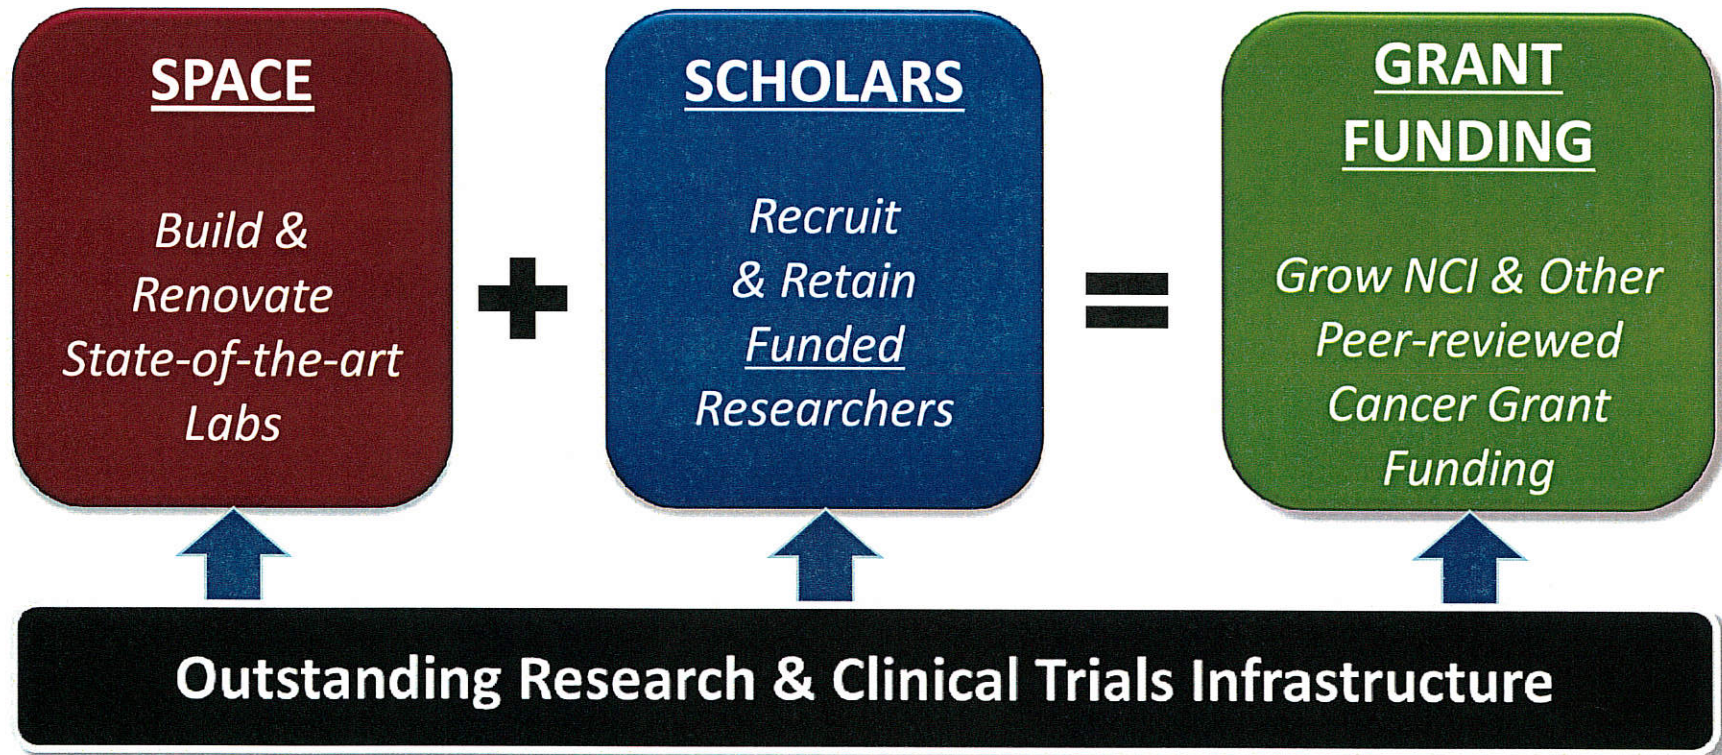 SPACE
Build &
Renovate
State-of-the-art
Labs
+
SCHOLARS
Recruit
& Retain
Funded
Researchers
=
GRANT
FUNDING
Grow NCI & Other
Peer-reviewed
Cancer Grant
Funding
Outstanding Research & Clinical Trials Infrastructure